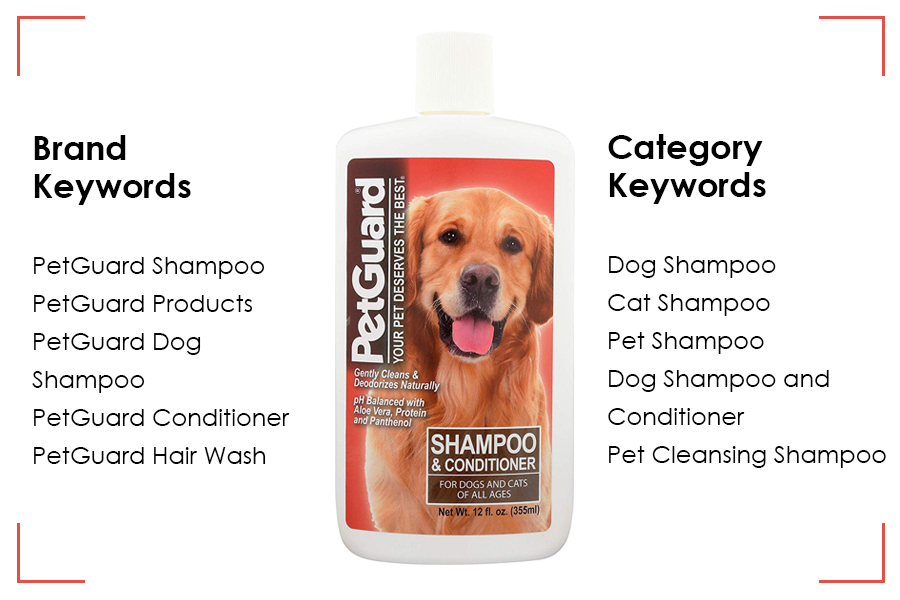 Brand
Keywords
PetGuard Shampoo
PetGuard Products
PetGuard Dog
Shampoo
PetGuard Conditioner
PetGuard Hair Wash
PetGuard®
YOUR PET DESERVES THE BEST.®
Gently Cleans &
Deodorizes Naturally
pH Balanced with
Aloe Vera, Protein
and Panthenol
SHAMPOO
& CONDITIONER
FOR DOGS AND CATS
OF ALL AGES
Net Wt. 12 fl. oz. (355ml)
Category
Keywords
Dog Shampoo
Cat Shampoo
Pet Shampoo
Dog Shampoo and
Conditioner
Pet Cleansing Shampoo